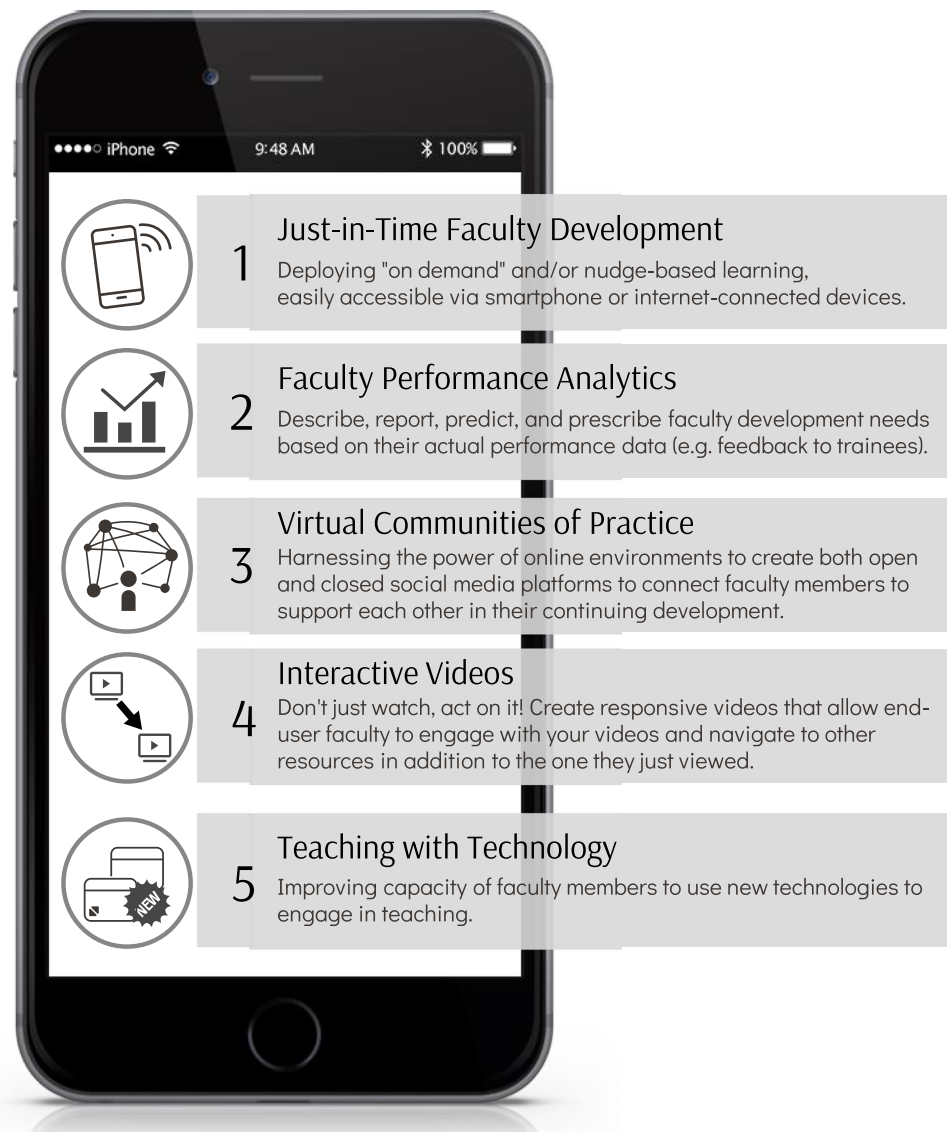 iPhone 9:48 AM 100%
1 Just-in-Time Faculty Development
Deploying "on demand" and/or nudge-based learning,
easily accessible via smartphone or internet-connected devices.
2 Faculty Performance Analytics
Describe, report, predict, and prescribe faculty development needs
based on their actual performance data (e.g. feedback to trainees).
3 Virtual Communities of Practice
Harnessing the power of online environments to create both open
and closed social media platforms to connect faculty members to
support each other in their continuing development.
4 Interactive Videos
Don't just watch, act on it! Create responsive videos that allow end-
user faculty to engage with your videos and navigate to other
resources in addition to the one they just viewed.
NEW
5 Teaching with Technology
Improving capacity of faculty members to use new technologies to
engage in teaching.